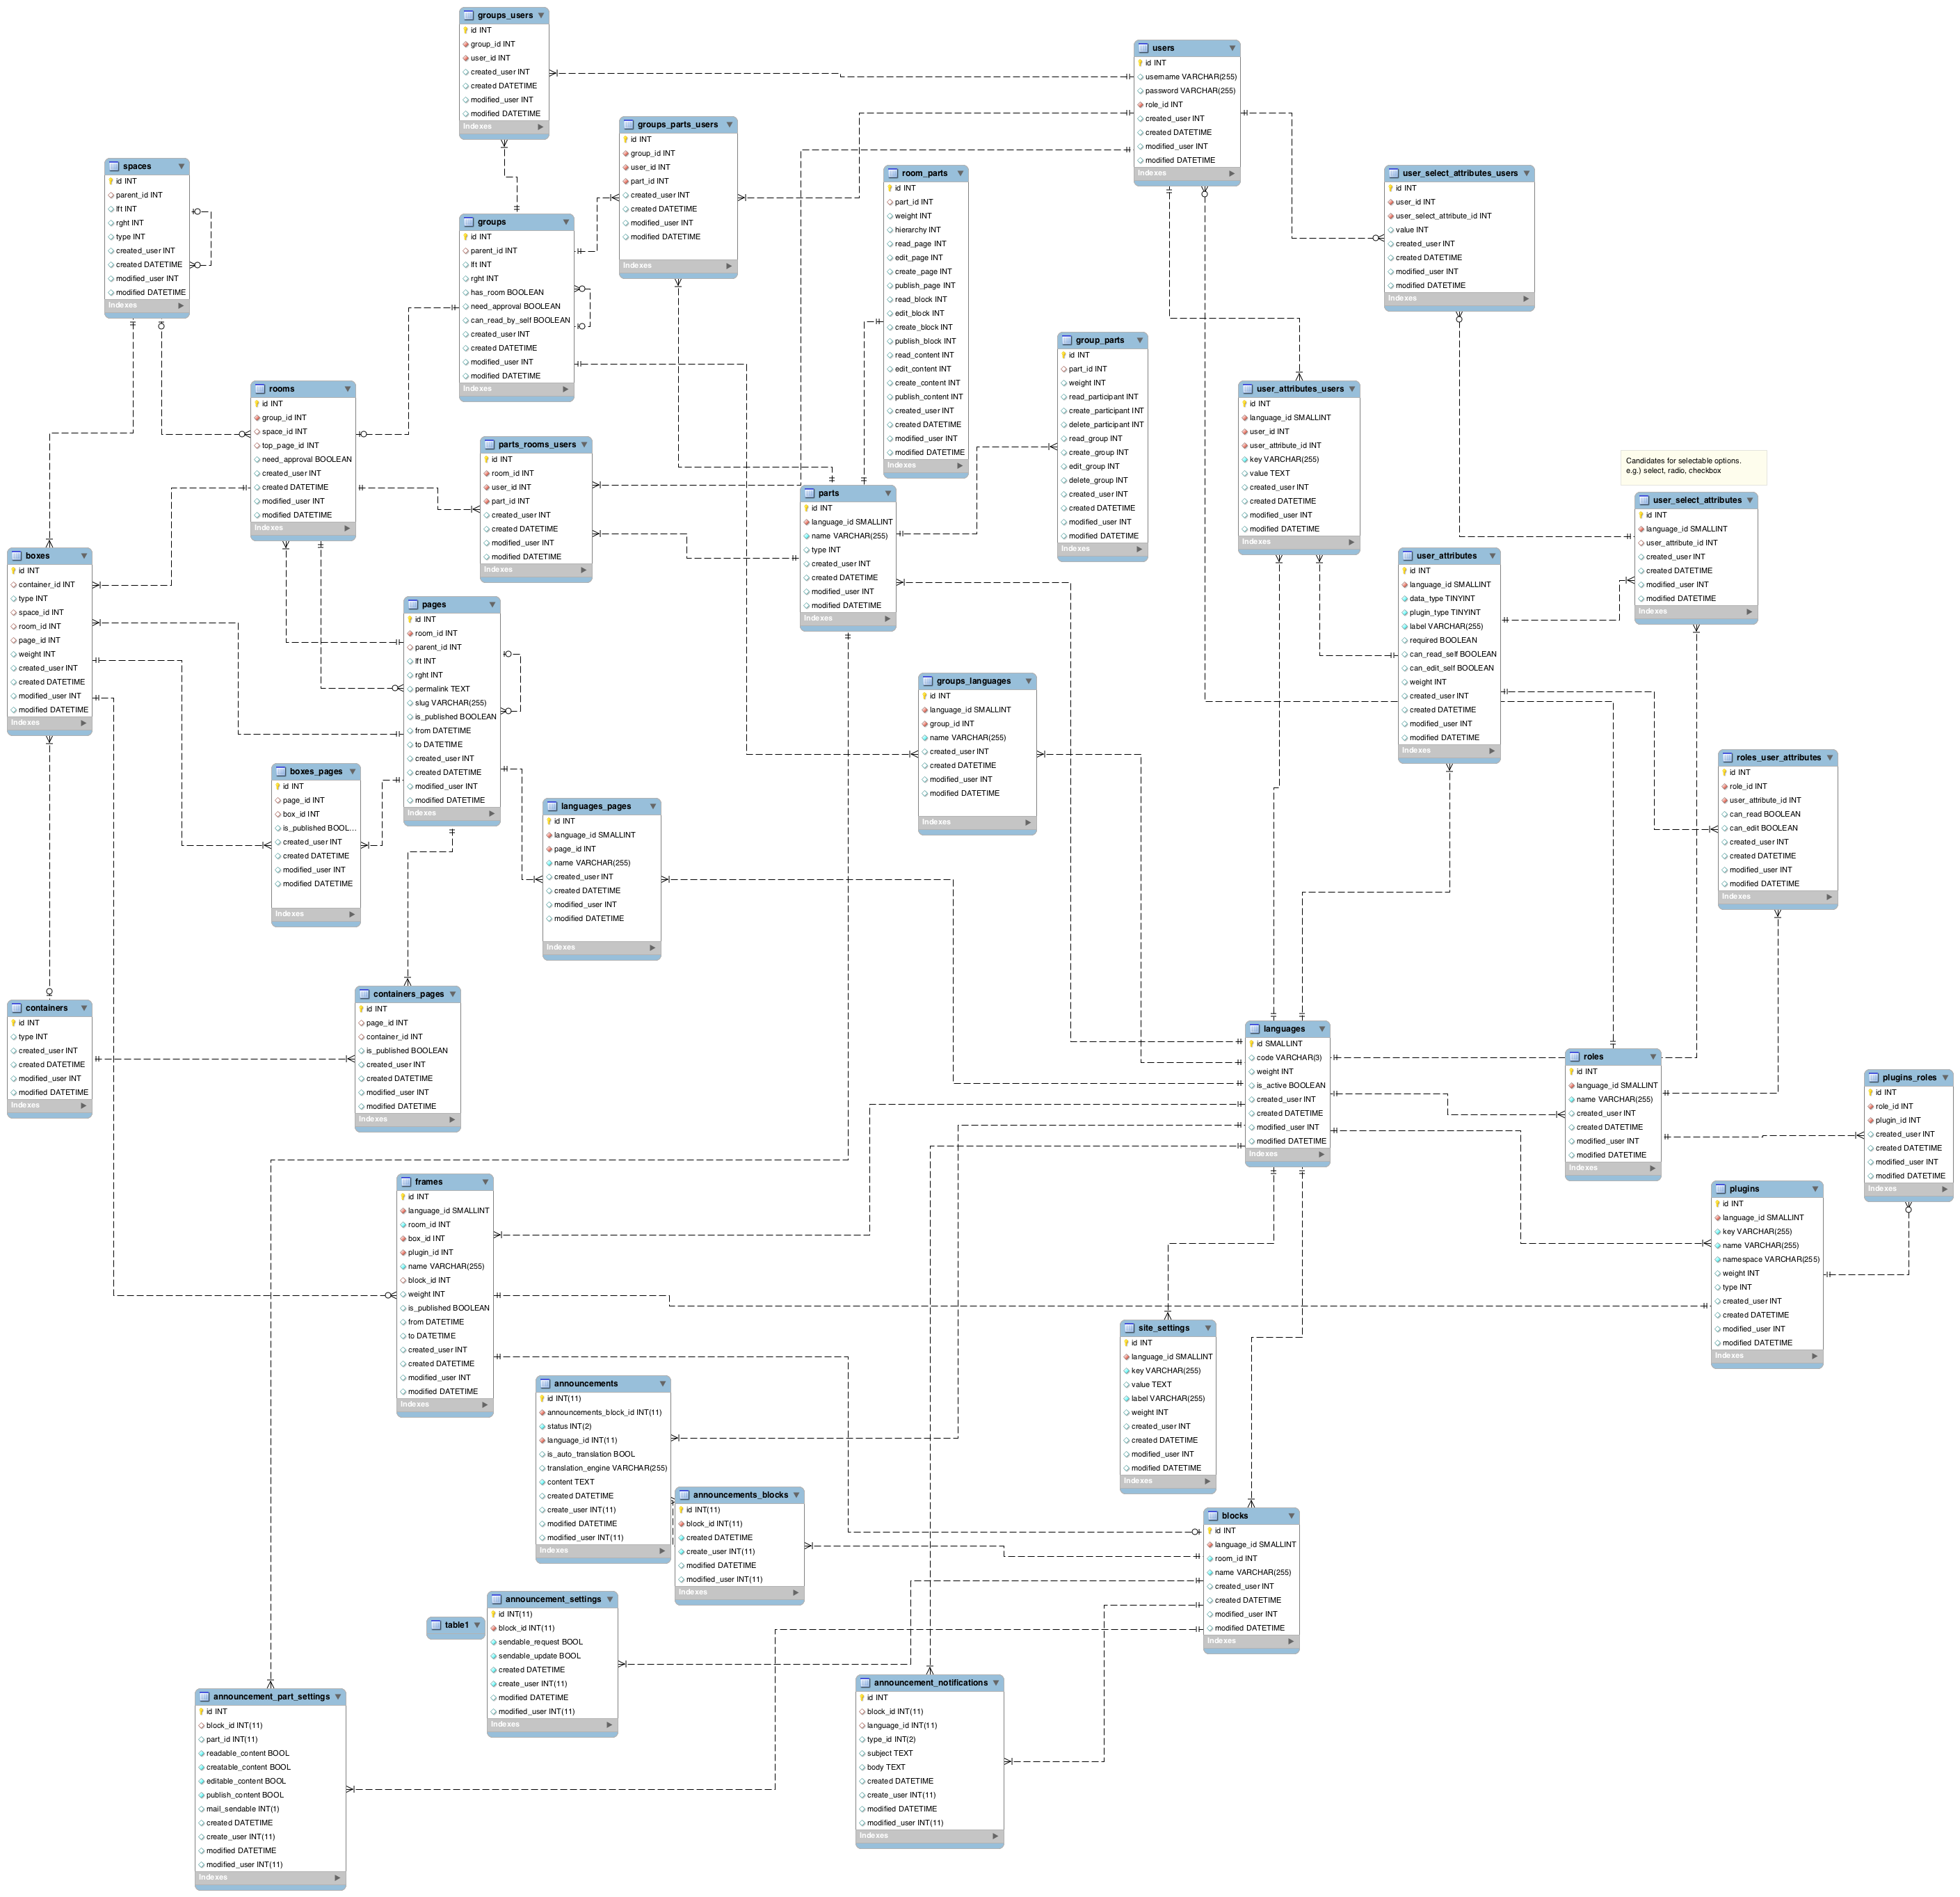 groups_users
id INT
group_id INT
user_id INT
created_user INT
created DATETIME
modified_user INT
modified DATETIME
Indexes
users
id INT
username VARCHAR(255)
password VARCHAR(255)
role_id INT
created_user INT
created DATETIME
modified_user INT
modified DATETIME
Indexes
groups_parts_users
id INT
group_id INT
user_id INT
part_id INT
created_user INT
created DATETIME
modified_user INT
modified DATETIME
Indexes
spaces
id INT
parent_id INT
lft INT
rght INT
type INT
created_user INT
created DATETIME
modified_user INT
modified DATETIME
Indexes
room_parts
id INT
part_id INT
weight INT
hierarchy INT
read_page INT
edit_page INT
create_page INT
publish_page INT
read_block INT
edit_block INT
create_block INT
publish_block INT
read_content INT
edit_content INT
create_content INT
publish_content INT
created_user INT
created DATETIME
modified_user INT
modified DATETIME
Indexes
user_select_attributes_users
id INT
user_id INT
user_select_attribute_id INT
value INT
created_user INT
created DATETIME
modified_user INT
modified DATETIME
Indexes
groups
id INT
parent_id INT
lft INT
rght INT
has_room BOOLEAN
need_approval BOOLEAN
can_read_by_self BOOLEAN
created_user INT
created DATETIME
modified_user INT
modified DATETIME
Indexes
group_parts
id INT
part_id INT
weight INT
read_participant INT
create_participant INT
delete_participant INT
read_group INT
create_group INT
edit_group INT
delete_group INT
created_user INT
created DATETIME
modified_user INT
modified DATETIME
Indexes
rooms
id INT
group_id INT
space_id INT
top_page_id INT
need_approval BOOLEAN
created_user INT
created DATETIME
modified_user INT
modified DATETIME
Indexes
user_attributes_users
id INT
language_id SMALLINT
user_id INT
user_attribute_id INT
key VARCHAR(255)
value TEXT
created_user INT
created DATETIME
modified_user INT
modified DATETIME
Indexes
parts_rooms_users
id INT
room_id INT
user_id INT
part_id INT
created_user INT
created DATETIME
modified_user INT
modified DATETIME
Indexes
Candidates for selectable options.
e.g.) select, radio, checkbox
parts
id INT
language_id SMALLINT
name VARCHAR(255)
type INT
created_user INT
created DATETIME
modified_user INT
modified DATETIME
Indexes
user_select_attributes
id INT
language_id SMALLINT
user_attribute_id INT
created_user INT
created DATETIME
modified_user INT
modified DATETIME
Indexes
boxes
id INT
container_id INT
type INT
space_id INT
room_id INT
page_id INT
weight INT
created_user INT
created DATETIME
modified_user INT
modified DATETIME
Indexes
user_attributes
id INT
language_id SMALLINT
data_type TINYINT
plugin_type TINYINT
label VARCHAR(255)
required BOOLEAN
can_read_self BOOLEAN
can_edit_self BOOLEAN
weight INT
created_user INT
created DATETIME
modified_user INT
modified DATETIME
Indexes
pages
id INT
room_id INT
parent_id INT
lft INT
rght INT
permalink TEXT
slug VARCHAR(255)
is_published BOOLEAN
from DATETIME
to DATETIME
created_user INT
created DATETIME
modified_user INT
modified DATETIME
Indexes
groups_languages
id INT
language_id SMALLINT
group_id INT
name VARCHAR(255)
created_user INT
created DATETIME
modified_user INT
modified DATETIME
Indexes
roles_user_attributes
id INT
role_id INT
user_attribute_id INT
can_read BOOLEAN
can_edit BOOLEAN
created_user INT
created DATETIME
modified_user INT
modified DATETIME
Indexes
boxes_pages
id INT
page_id INT
box_id INT
is_published BOOL...
created_user INT
created DATETIME
modified_user INT
modified DATETIME
Indexes
languages_pages
id INT
language_id SMALLINT
page_id INT
name VARCHAR(255)
created_user INT
created DATETIME
modified_user INT
modified DATETIME
Indexes
containers_pages
id INT
page_id INT
container_id INT
is_published BOOLEAN
created_user INT
created DATETIME
modified_user INT
modified DATETIME
Indexes
containers
id INT
type INT
created_user INT
created DATETIME
modified_user INT
modified DATETIME
Indexes
languages
id SMALLINT
code VARCHAR(3)
weight INT
is_active BOOLEAN
created_user INT
created DATETIME
modified_user INT
modified DATETIME
Indexes
roles
id INT
language_id SMALLINT
name VARCHAR(255)
created_user INT
created DATETIME
modified_user INT
modified DATETIME
Indexes
plugins_roles
id INT
role_id INT
plugin_id INT
created_user INT
created DATETIME
modified_user INT
modified DATETIME
Indexes
frames
id INT
language_id SMALLINT
room_id INT
box_id INT
plugin_id INT
name VARCHAR(255)
block_id INT
weight INT
is_published BOOLEAN
from DATETIME
to DATETIME
created_user INT
created DATETIME
modified_user INT
modified DATETIME
Indexes
plugins
id INT
language_id SMALLINT
key VARCHAR(255)
name VARCHAR(255)
namespace VARCHAR(255)
weight INT
type INT
created_user INT
created DATETIME
modified_user INT
modified DATETIME
Indexes
site_settings
id INT
language_id SMALLINT
key VARCHAR(255)
value TEXT
label VARCHAR(255)
weight INT
created_user INT
created DATETIME
modified_user INT
modified DATETIME
Indexes
announcements
id INT(11)
announcements_block_id INT(11)
status INT(2)
language_id INT(11)
is_auto_translation BOOL
translation_engine VARCHAR(255)
content TEXT
created DATETIME
create_user INT(11)
modified DATETIME
modified_user INT(11)
Indexes
announcements_blocks
id INT(11)
block_id INT(11)
created DATETIME
create_user INT(11)
modified DATETIME
modified_user INT(11)
Indexes
blocks
id INT
language_id SMALLINT
room_id INT
name VARCHAR(255)
created_user INT
created DATETIME
modified_user INT
modified DATETIME
Indexes
table1
announcement_settings
id INT(11)
block_id INT(11)
sendable_request BOOL
sendable_update BOOL
created DATETIME
create_user INT(11)
modified DATETIME
modified_user INT(11)
Indexes
announcement_notifications
id INT
block_id INT(11)
language_id INT(11)
type_id INT(2)
subject TEXT
body TEXT
created DATETIME
create_user INT(11)
modified DATETIME
modified_user INT(11)
Indexes
announcement_part_settings
id INT
block_id INT(11)
part_id INT(11)
readable_content BOOL
creatable_content BOOL
editable_content BOOL
publish_content BOOL
mail_sendable INT(1)
created DATETIME
create_user INT(11)
modified DATETIME
modified_user INT(11)
Indexes